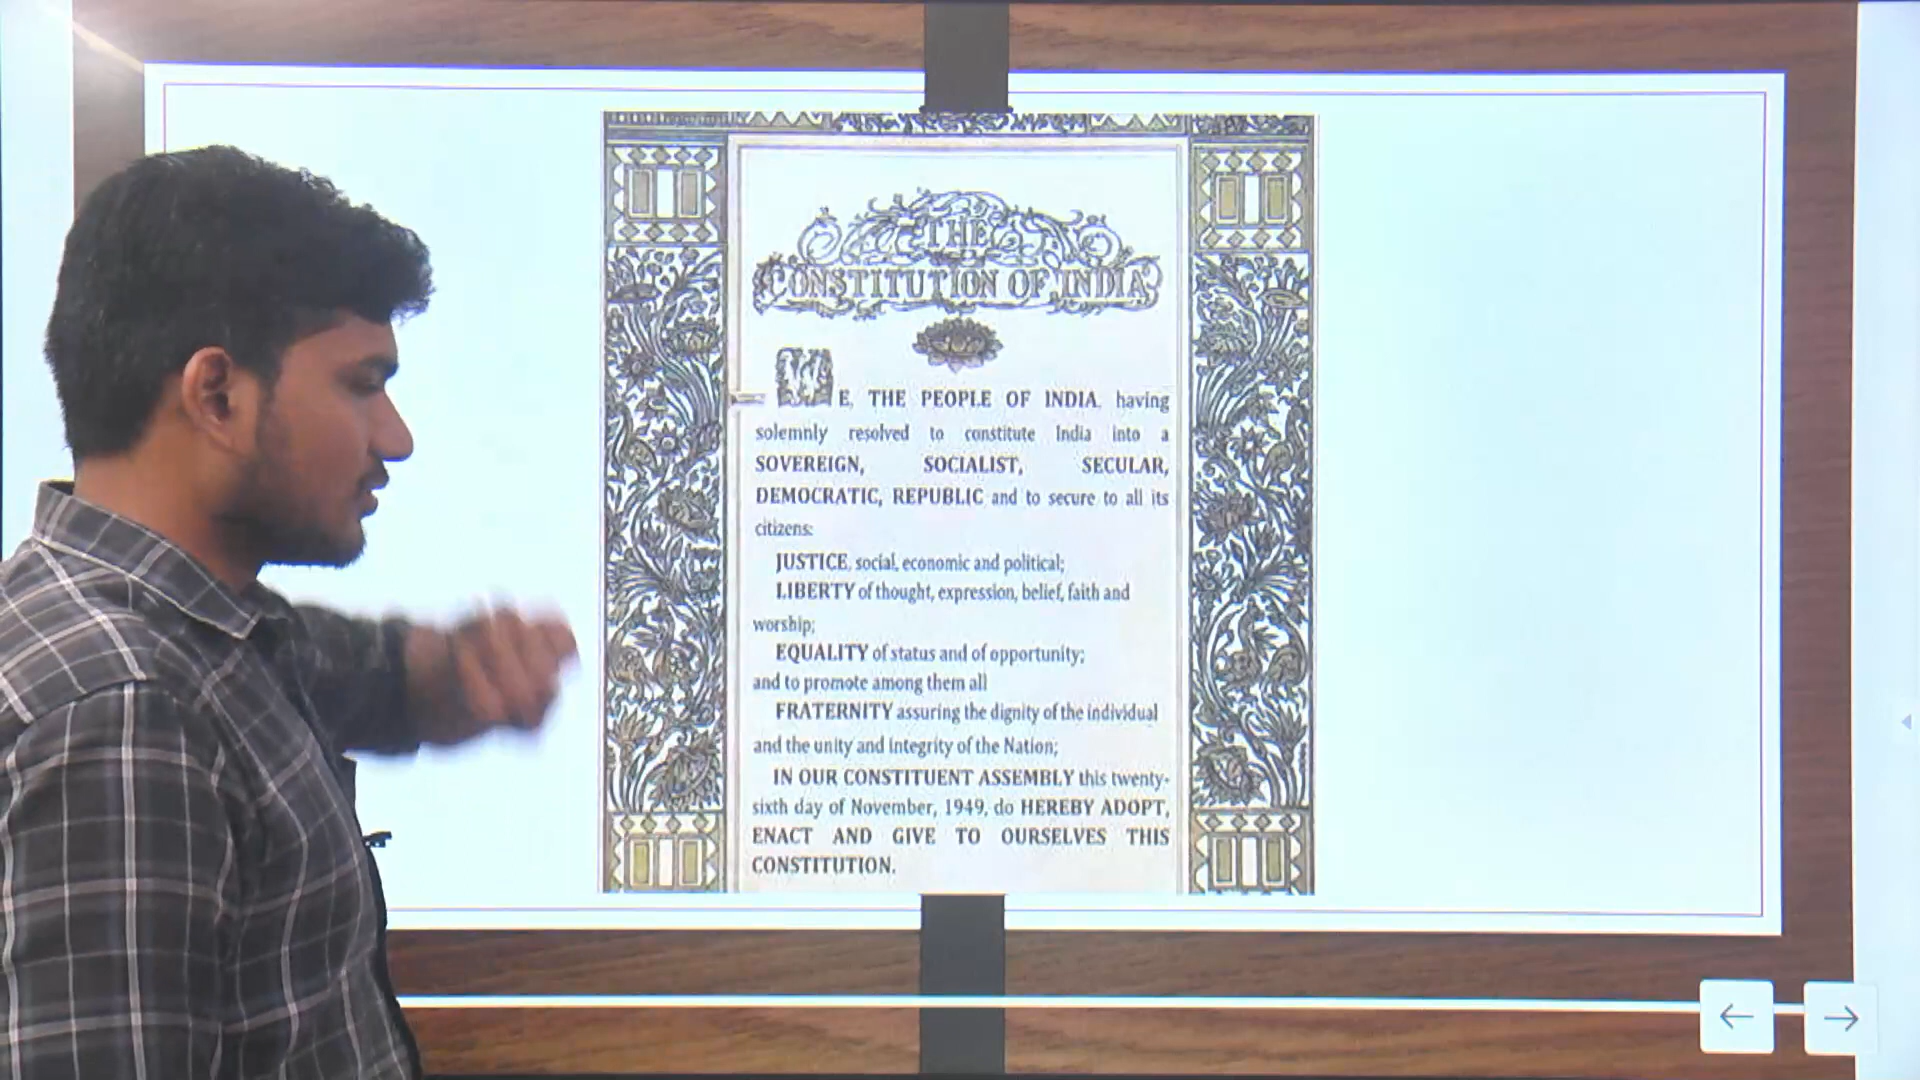 THE
CONSTITUTION OF INDIA
WE, THE PEOPLE OF INDIA, having
solemnly resolved to constitute India into a
SOVEREIGN, SOCIALIST, SECULAR,
DEMOCRATIC, REPUBLIC and to secure to all its
citizens:
JUSTICE, social, economic and political;
LIBERTY of thought, expression, belief, faith and
worship;
EQUALITY of status and of opportunity;
and to promote among them all
FRATERNITY assuring the dignity of the individual
and the unity and integrity of the Nation;
IN OUR CONSTITUENT ASSEMBLY this twenty-
sixth day of November, 1949, do HEREBY ADOPT,
ENACT AND GIVE TO OURSELVES THIS
CONSTITUTION.